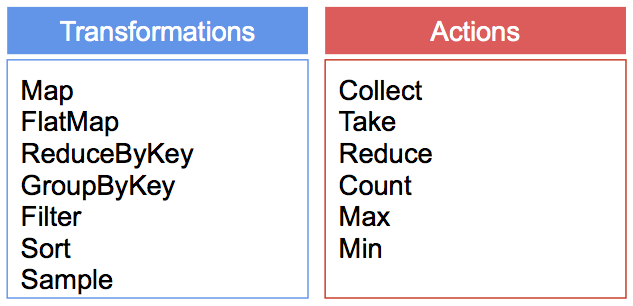 Transformations
Map
FlatMap
ReduceByKey
GroupByKey
Filter
Sort
Sample
Actions
Collect
Take
Reduce
Count
Max
Min